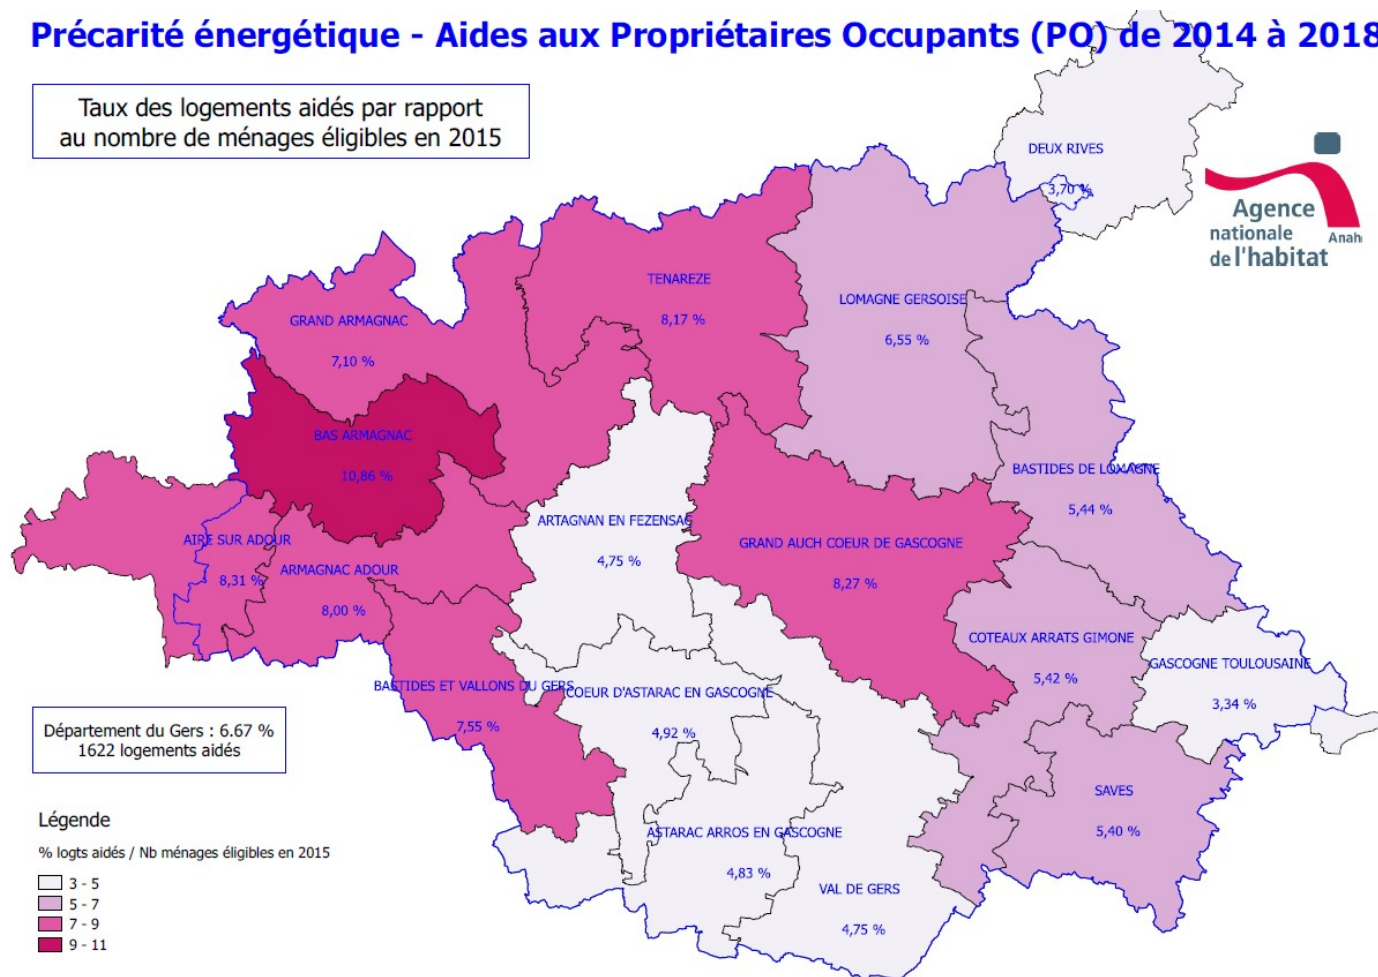 Précarité énergétique - Aides aux Propriétaires Occupants (PO) de 2014 à 2018
Taux des logements aidés par rapport
au nombre de ménages éligibles en 2015
DEUX RIVES
3,70 %
Agence
nationale
de l'habitat
Anah
TENAREZE
8,17 %
LOMAGNE GERSOISE
6,55 %
GRAND ARMAGNAC
7,10 %
BAS ARMAGNAC
10,86 %
BASTIDES DE LOMAGNE
5,44 %
ARTAGNAN EN FEZENSAC
4,75 %
GRAND AUCH COEUR DE GASCOGNE
8,27 %
AIRE SUR ADOUR
8,31 %
ARMAGNAC ADOUR
8,00 %
COTEAUX ARRATS GIMONE
5,42 %
GASCOGNE TOULOUSAINE
3,34 %
BASTIDES ET VALLONS DU GERS
7,55 %
COEUR D'ASTARAC EN GASCOGNE
4,92 %
Département du Gers : 6.67 %
1622 logements aidés
SAVES
5,40 %
ASTARAC ARROS EN GASCOGNE
4,83 %
VAL DE GERS
4,75 %
Légende
% logts aidés / Nb ménages éligibles en 2015
3 - 5
5 - 7
7 - 9
9 - 11